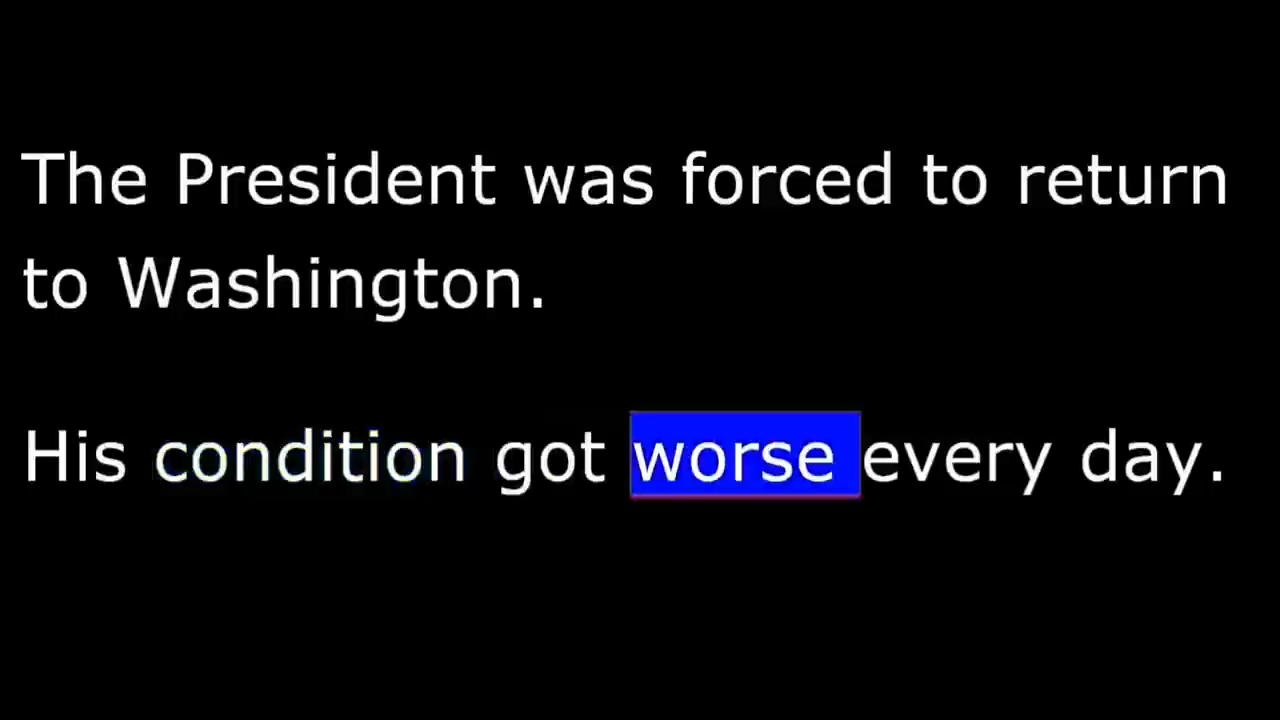 The President was forced to return
to Washington.
His condition got worse every day.